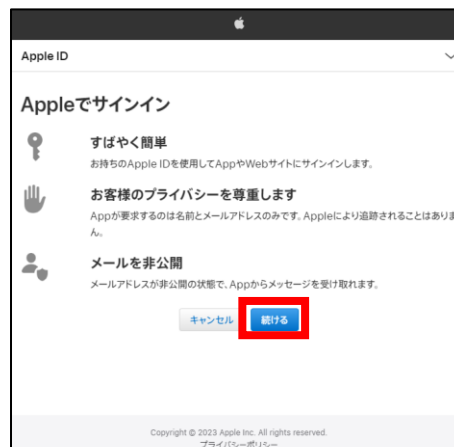 Apple ID
Appleでサインイン
すばやく簡単
お持ちのApple IDを使用してAppやWebサイトにサインインします。
お客様のプライバシーを尊重します
Appが要求するのは名前とメールアドレスのみです。Appleにより追跡されることはありま
ん。
メールを非公開
メールアドレスが非公開の状態で、Appからメッセージを受け取れます。
キャンセル 続ける
Copyright © 2023 Apple Inc. All rights reserved.
プライバシーポリシー